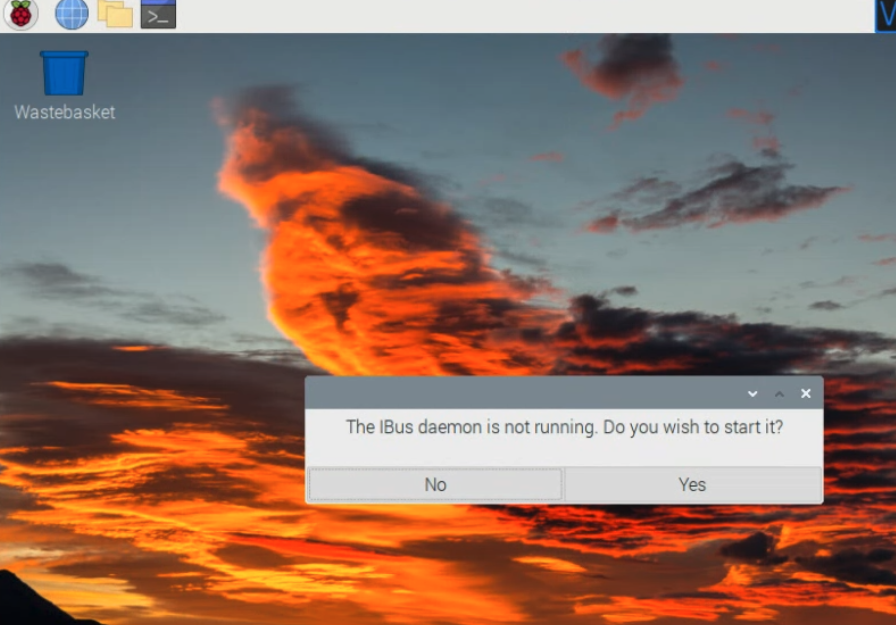 >_
V
Wastebasket
The IBus daemon is not running. Do you wish to start it?
No Yes